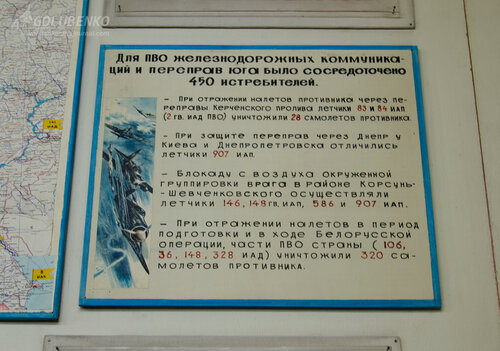 GOLUBENKO
Для ПВО железнодорожных коммуника-
ций и переправ юга было сосредоточено
450 истребителей.
— При отражении налетов противника через пе-
реправы Керченского пролива летчики 83 и 84 ИАП
(2 гв. ИАД ПВО) уничтожили 28 самолетов противника.
— При защите переправ через Днепр у
Киева и Днепропетровска отличились
летчики 907 ИАП.
— Блокаду с воздуха окруженной
группировки врага в районе Корсунь-
Шевченковского осуществляли
летчики 146, 148 гв. ИАП, 586 и 907 ИАП.
— При отражении налетов в период
подготовки и в ходе Белорусской
операции, части ПВО страны (106,
36, 148, 328 ИАД) уничтожили 320 са-
молетов противника.